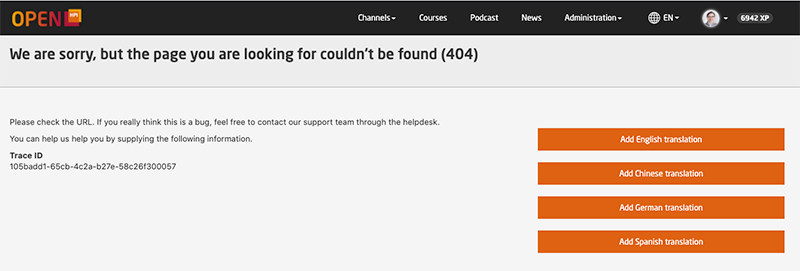 OPEN HPI
Channels Courses Podcast News Administration EN 6942 XP
We are sorry, but the page you are looking for couldn't be found (404)
Please check the URL. If you really think this is a bug, feel free to contact our support team through the helpdesk.
You can help us help you by supplying the following information.
Trace ID
105badd1-65cb-4c2a-b27e-58c26f300057
Add English translation
Add Chinese translation
Add German translation
Add Spanish translation